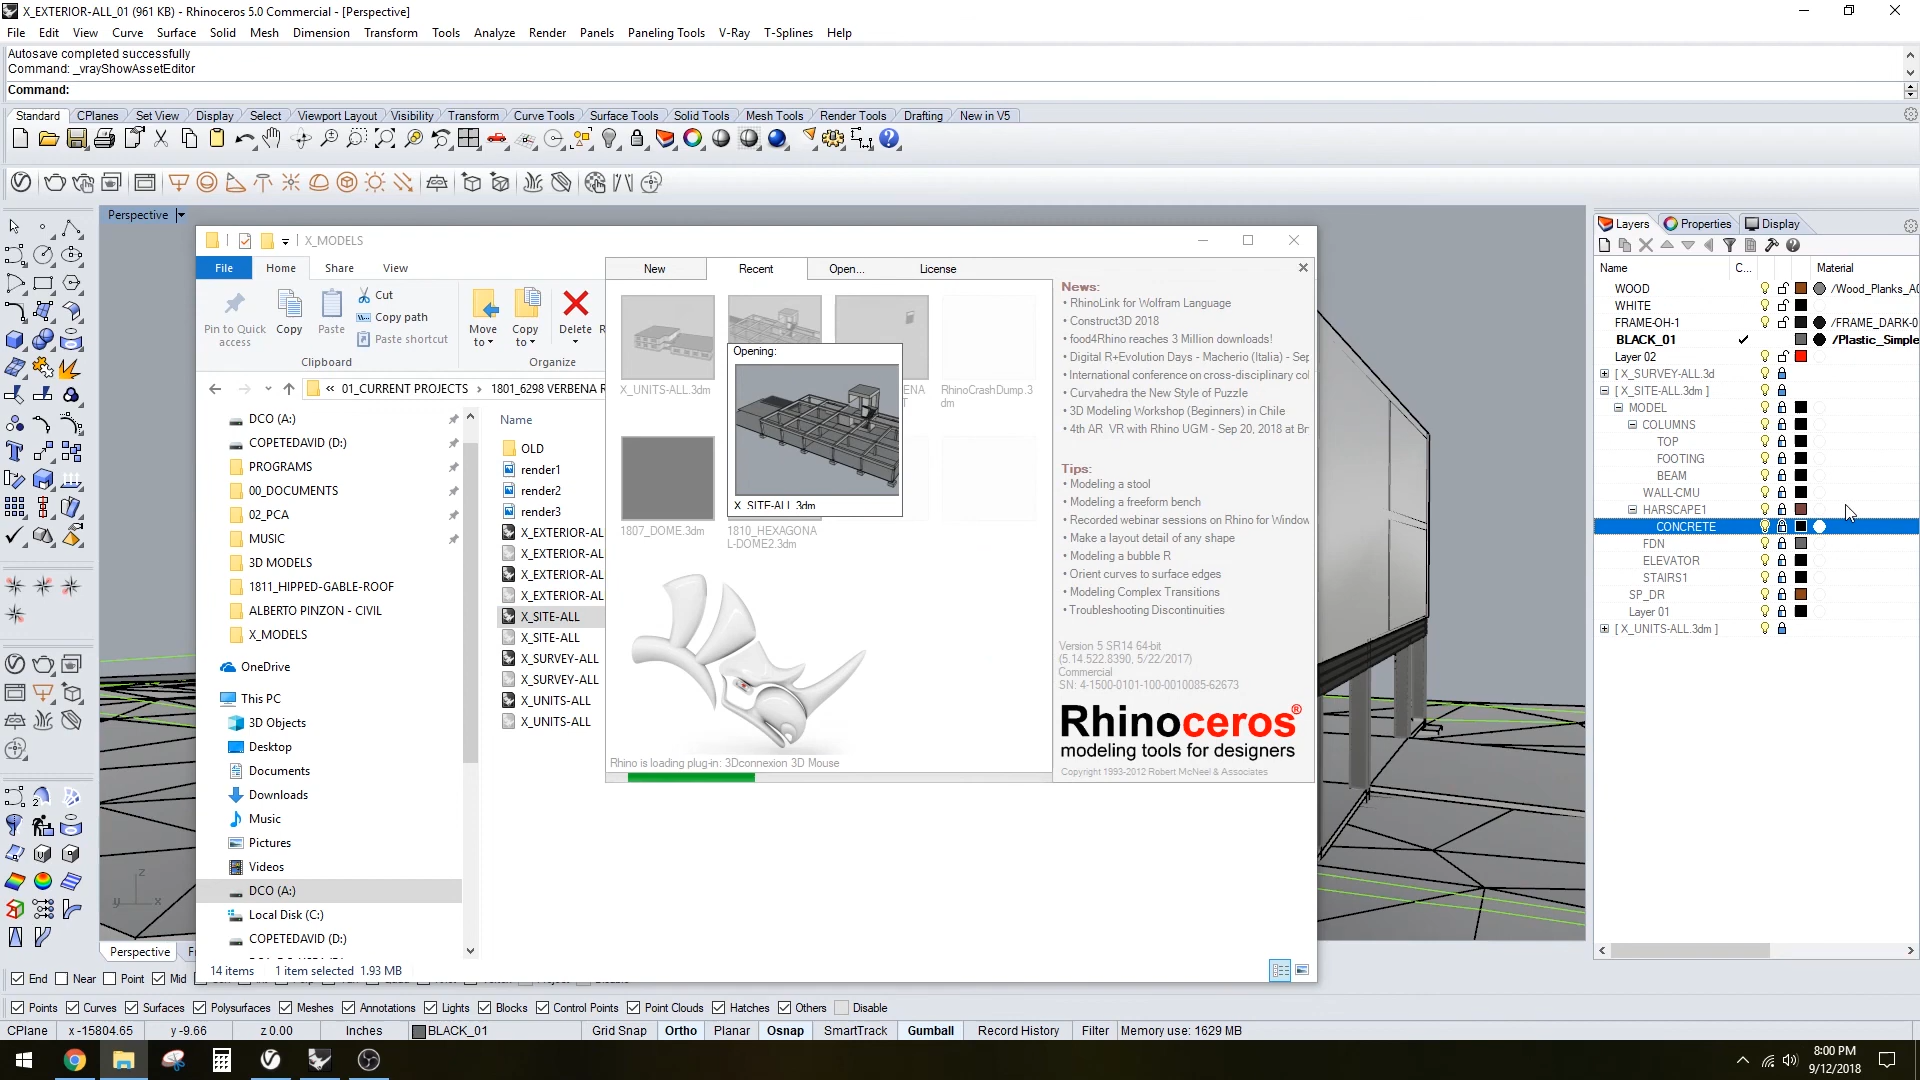 X_EXTERIOR-ALL_01 (961 KB) - Rhinoceros 5.0 Commercial - [Perspective]
File Edit View Curve Surface Solid Mesh Dimension Transform Tools Analyze Render Panels Paneling Tools V-Ray T-Splines Help
Autosave completed successfully
Command: _vrayShowAssetEditor
Command:
Standard CPlanes Set View Display Select Viewport Layout Visibility Transform Curve Tools Surface Tools Solid Tools Mesh Tools Render Tools Drafting New in V5
Perspective
X_MODELS
File Home Share View
Pin to Quick access
Copy
Paste
Cut
Copy path
Paste shortcut
Move to
Copy to
Delete
R
Clipboard
Organize
« 01_CURRENT PROJECTS > 1801_6298 VERBENA R
DCO (A:)
COPETEDAVID (D:)
PROGRAMS
00_DOCUMENTS
02_PCA
MUSIC
3D MODELS
1811_HIPPED-GABLE-ROOF
ALBERTO PINZON - CIVIL
X_MODELS
OneDrive
This PC
3D Objects
Desktop
Documents
Downloads
Music
Pictures
Videos
DCO (A:)
Local Disk (C:)
COPETEDAVID (D:)
Name
OLD
render1
render2
render3
X_EXTERIOR-AL
X_EXTERIOR-AL
X_EXTERIOR-AL
X_EXTERIOR-AL
X_SITE-ALL
X_SITE-ALL
X_SURVEY-ALL
X_SURVEY-ALL
X_UNITS-ALL
X_UNITS-ALL
14 items 1 item selected 1.93 MB
New Recent Open... License
X_UNITS-ALL.3dm
ENA
T
RhinoCrashDump.3
dm
Opening:
X_SITE-ALL.3dm
1807_DOME.3dm
1810_HEXAGONA
L-DOME2.3dm
Rhino is loading plug-in: 3Dconnexion 3D Mouse
News:
• RhinoLink for Wolfram Language
• Construct3D 2018
• food4Rhino reaches 3 Million downloads!
• Digital R+Evolution Days - Macherio (Italia) - Sep
• International conference on cross-disciplinary col
• Curvahedra the New Style of Puzzle
• 3D Modeling Workshop (Beginners) in Chile
• 4th AR VR with Rhino UGM - Sep 20, 2018 at Br
Tips:
• Modeling a stool
• Modeling a freeform bench
• Recorded webinar sessions on Rhino for Window
• Make a layout detail of any shape
• Modeling a bubble R
• Orient curves to surface edges
• Modeling Complex Transitions
• Troubleshooting Discontinuities
Version 5 SR14 64-bit
(5.14.522.8390, 5/22/2017)
Commercial
SN: 4-1500-0101-100-0010085-62673
Rhinoceros®
modeling tools for designers
Copyright 1993-2012 Robert McNeel & Associates
Layers Properties Display
Name C... Material
WOOD /Wood_Planks_A0
WHITE
FRAME-OH-1 /FRAME_DARK-0
BLACK_01 /Plastic_Simple
Layer 02
[ X_SURVEY-ALL.3d
[ X_SITE-ALL.3dm ]
MODEL
COLUMNS
TOP
FOOTING
BEAM
WALL-CMU
HARSCAPE1
CONCRETE
FDN
ELEVATOR
STAIRS1
SP_DR
Layer 01
[ X_UNITS-ALL.3dm ]
z
y x
Perspective F
End Near Point Mid
Points Curves Surfaces Polysurfaces Meshes Annotations Lights Blocks Control Points Point Clouds Hatches Others Disable
CPlane x -15804.65 y -9.66 z 0.00 Inches BLACK_01 Grid Snap Ortho Planar Osnap SmartTrack Gumball Record History Filter Memory use: 1629 MB
8:00 PM
9/12/2018